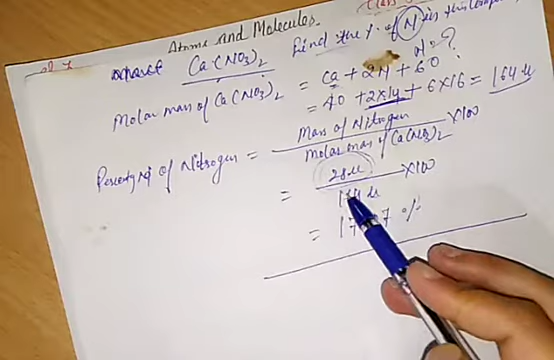 Atoms and Molecules.
Ca(NO3)2 Find the % of N in this
Molar mass of Ca(NO3)2 = Ca + 2N + 6O
= 40 + 2×14 + 6×16 = 164 u
Percentage of Nitrogen = Mass of Nitrogen / Molar mass of Ca(NO3)2 ×100
= 28u / 164 u ×100
= 17.07 %